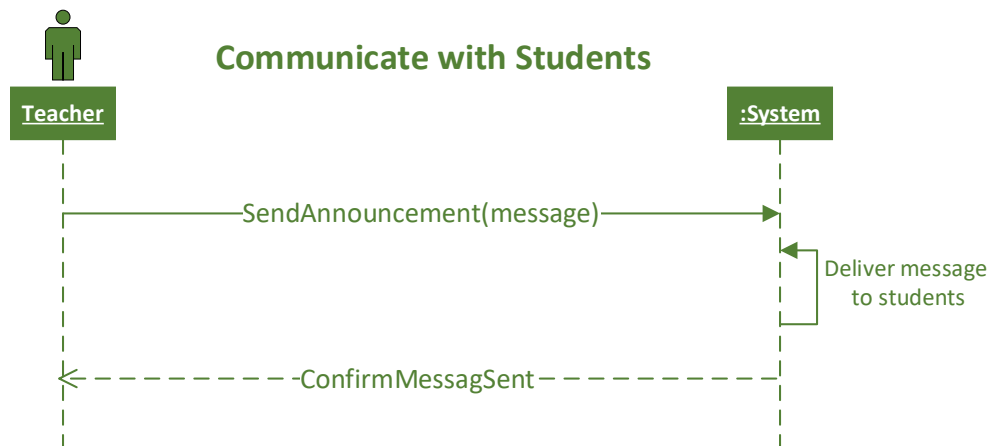 Communicate with Students
Teacher
:System
SendAnnouncement(message)
Deliver message
to students
ConfirmMessagSent